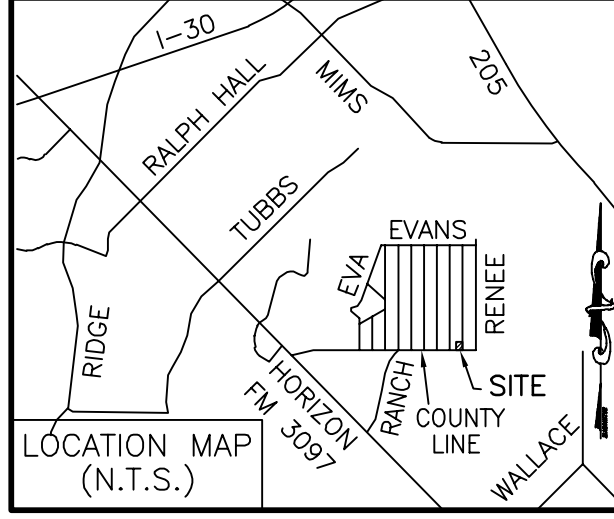 I-30
205
RALPH HALL
MIMS
TUBBS
EVANS
EVA
RENEE
RIDGE
HORIZON
FM 3097
RANCH
SITE
COUNTY
LINE
WALLACE
LOCATION MAP
(N.T.S.)